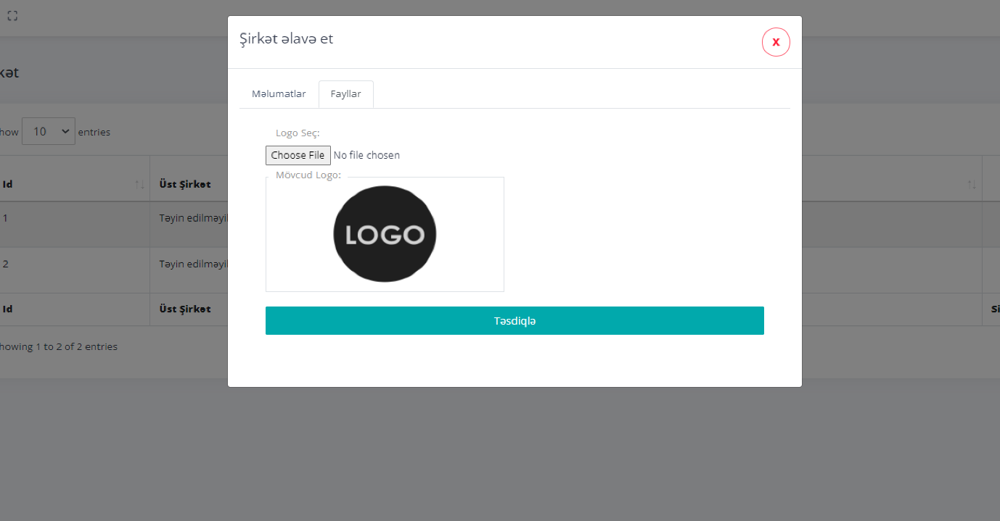 Şirkət əlavə et
X
kət
Məlumatlar
Fayllar
how 10 entries
Logo Seç:
Choose File No file chosen
Mövcud Logo:
LOGO
Id
Üst Şirkət
1
Təyin edilməyi
2
Təyin edilməyi
Id
Üst Şirkət
Si
Təsdiqlə
howing 1 to 2 of 2 entries